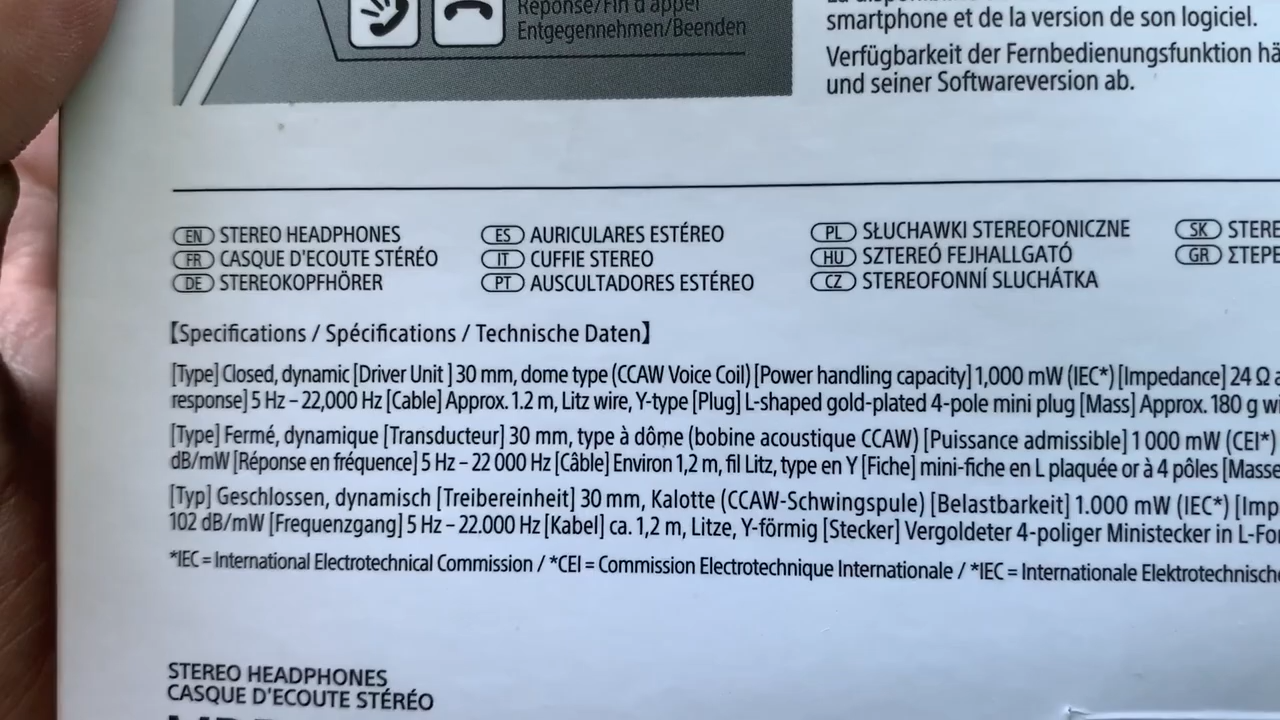 Réponse/Fin d'appel
Entgegennehmen/Beenden
smartphone et de la version de son logiciel.
Verfügbarkeit der Fernbedienungsfunktion hä
und seiner Softwareversion ab.
EN STEREO HEADPHONES
FR CASQUE D'ECOUTE STÉRÉO
DE STEREOKOPFHÖRER
ES AURICULARES ESTÉREO
IT CUFFIE STEREO
PT AUSCULTADORES ESTÉREO
PL SŁUCHAWKI STEREOFONICZNE
HU SZTEREÓ FEJHALLGATÓ
CZ STEREOFONNÍ SLUCHÁTKA
SK STERE
GR ΣΤΕΡΕ
【Specifications / Spécifications / Technische Daten】
[Type] Closed, dynamic [Driver Unit ] 30 mm, dome type (CCAW Voice Coil) [Power handling capacity] 1,000 mW (IEC*) [Impedance] 24 Ω a
response] 5 Hz – 22,000 Hz [Cable] Approx. 1.2 m, Litz wire, Y-type [Plug] L-shaped gold-plated 4-pole mini plug [Mass] Approx. 180 g wi
[Type] Fermé, dynamique [Transducteur] 30 mm, type à dôme (bobine acoustique CCAW) [Puissance admissible] 1 000 mW (CEI*)
dB/mW [Réponse en fréquence] 5 Hz – 22 000 Hz [Câble] Environ 1,2 m, fil Litz, type en Y [Fiche] mini-fiche en L plaquée or à 4 pôles [Masse
[Typ] Geschlossen, dynamisch [Treibereinheit] 30 mm, Kalotte (CCAW-Schwingspule) [Belastbarkeit] 1.000 mW (IEC*) [Imp
102 dB/mW [Frequenzgang] 5 Hz – 22.000 Hz [Kabel] ca. 1,2 m, Litze, Y-förmig [Stecker] Vergoldeter 4-poliger Ministecker in L-Fo
*IEC = International Electrotechnical Commission / *CEI = Commission Electrotechnique Internationale / *IEC = Internationale Elektrotechnische
STEREO HEADPHONES
CASQUE D'ECOUTE STÉRÉO